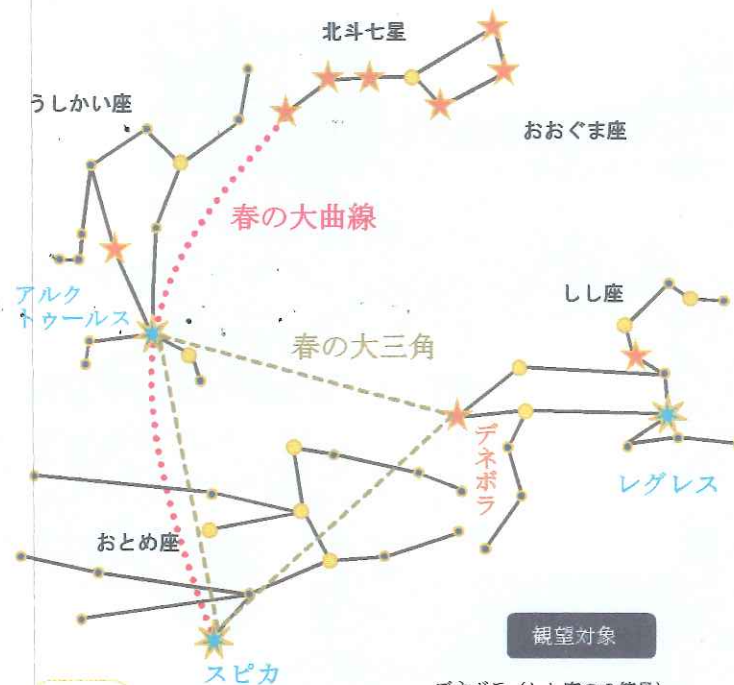 北斗七星
うしかい座
おおぐま座
春の大曲線
アルク
トゥールス
しし座
春の大三角
デネボラ
レグレス
おとめ座
観望対象
スピカ